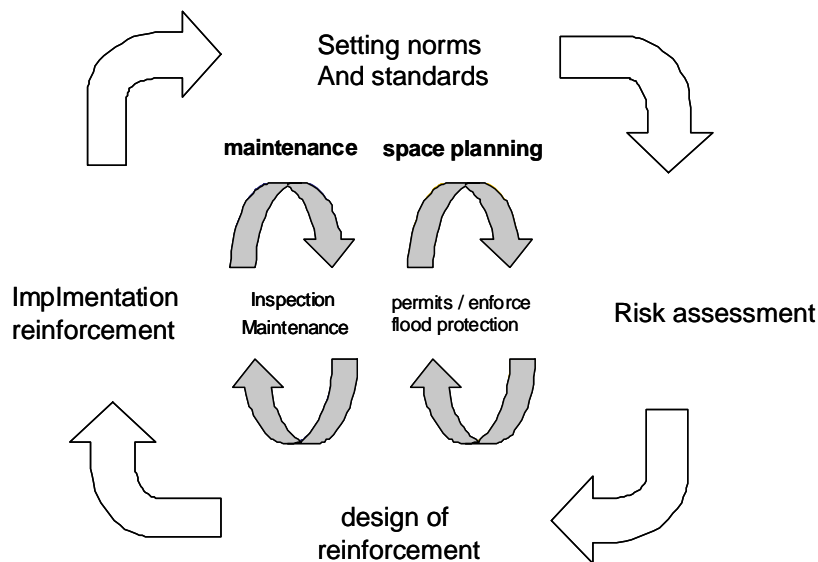 Setting norms
And standards
maintenance
space planning
ImpImentation
reinforcement
Inspection
Maintenance
permits / enforce
flood protection
Risk assessment
design of
reinforcement